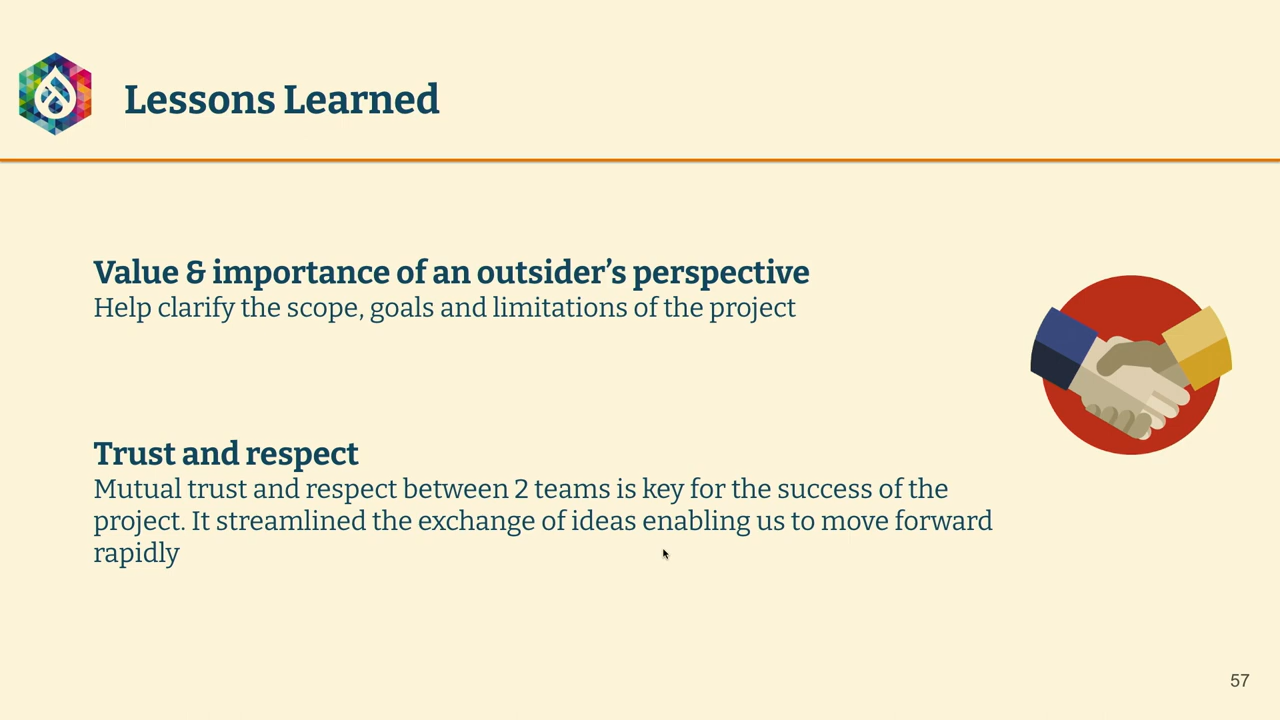 Lessons Learned
Value & importance of an outsider’s perspective
Help clarify the scope, goals and limitations of the project
Trust and respect
Mutual trust and respect between 2 teams is key for the success of the
project. It streamlined the exchange of ideas enabling us to move forward
rapidly
57